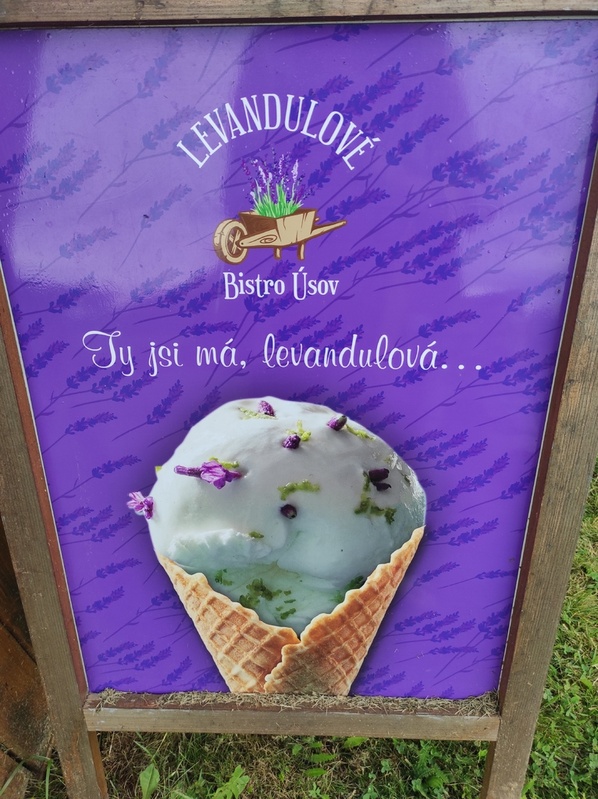 LEVANDULOVÉ
Bistro Úsov
Ty jsi má, levandulová...